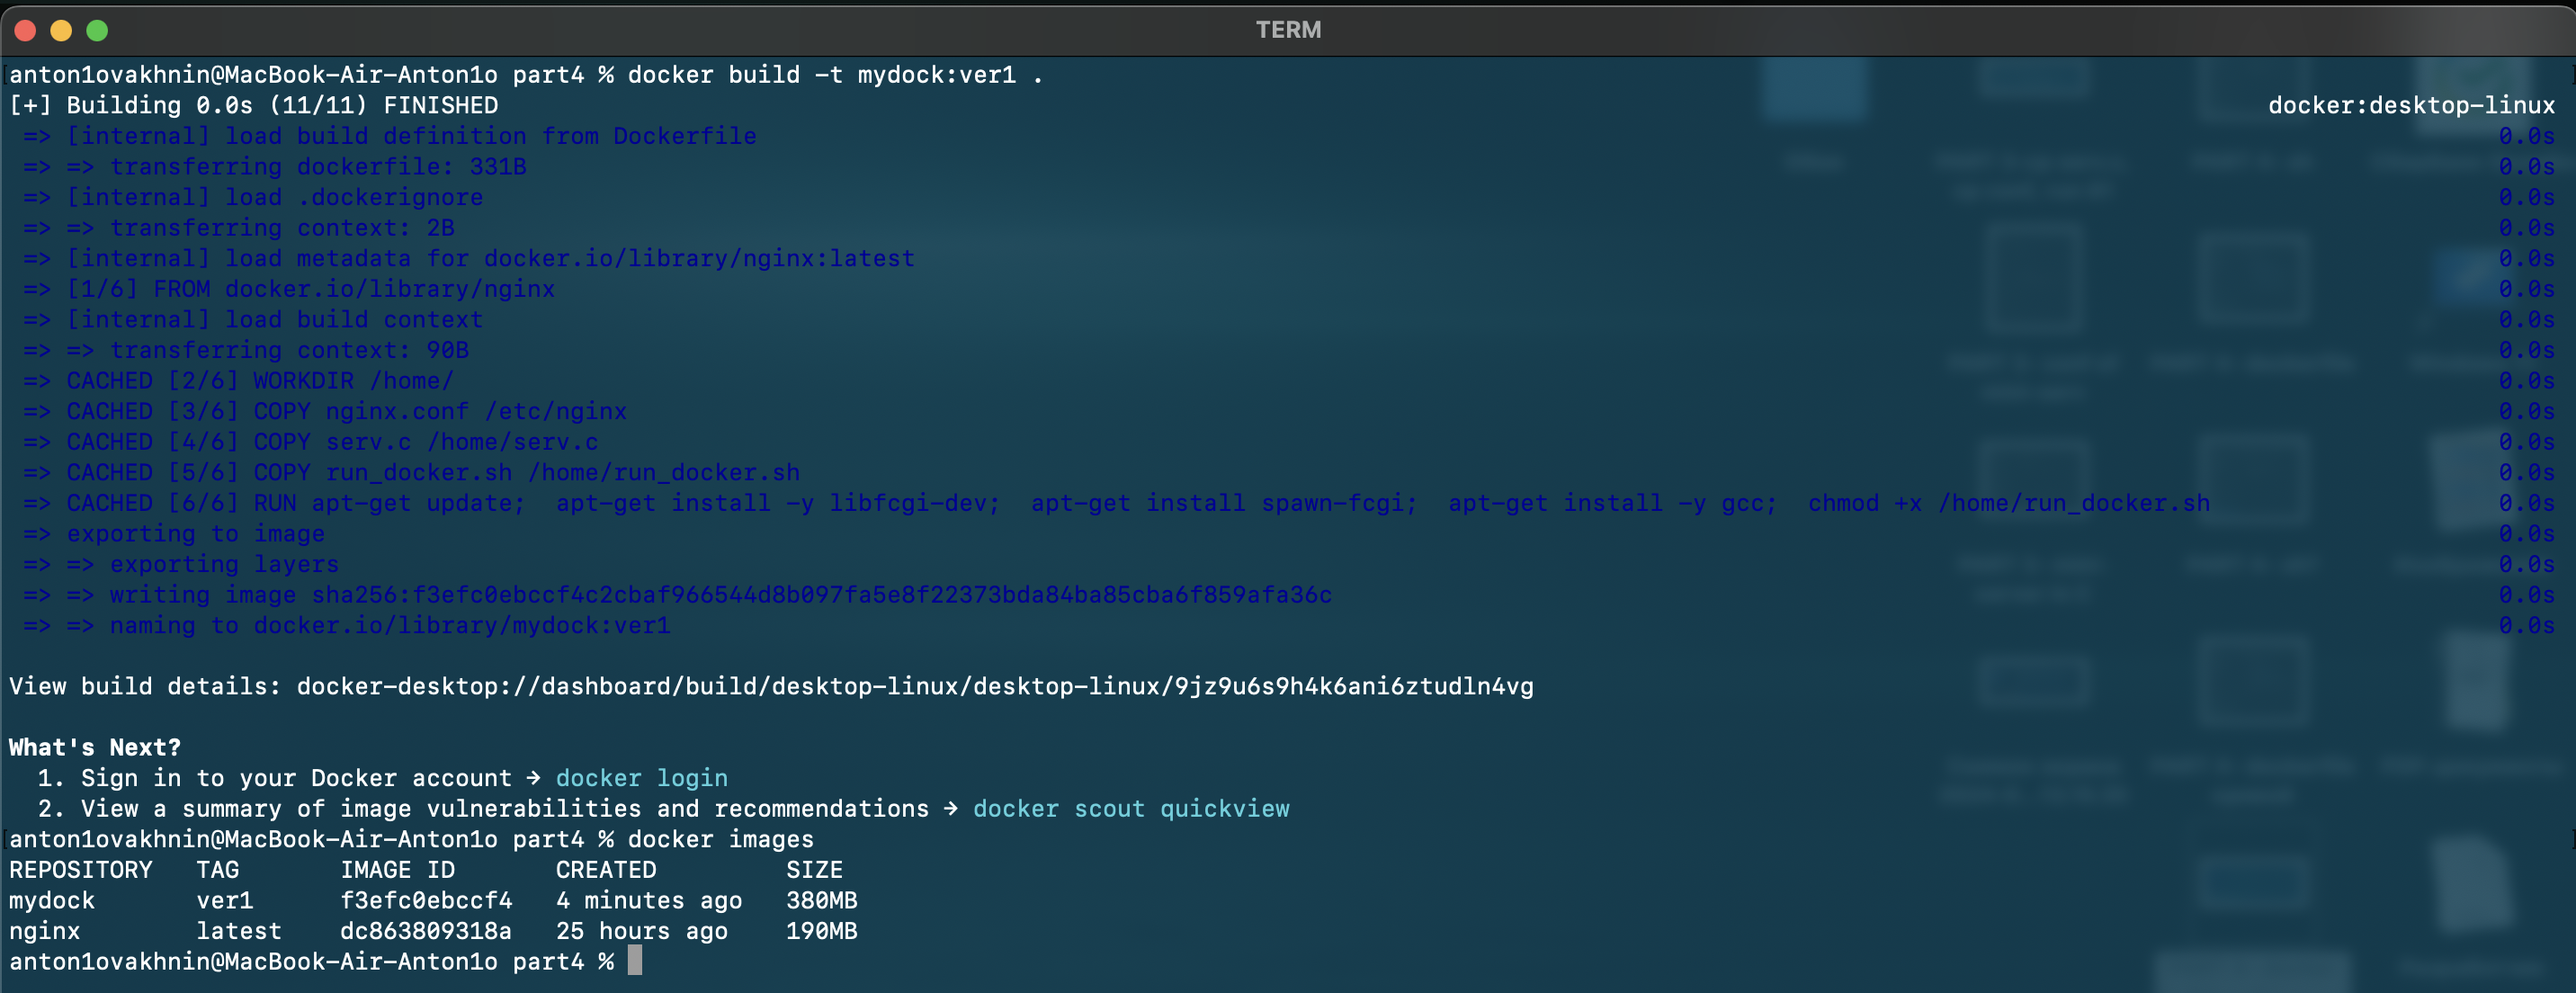 TERM
anton1ovakhnin@MacBook-Air-Anton1o part4 % docker build -t mydock:ver1 .
[+] Building 0.0s (11/11) FINISHED docker:desktop-linux
=> [internal] load build definition from Dockerfile 0.0s
=> => transferring dockerfile: 331B 0.0s
=> [internal] load .dockerignore 0.0s
=> => transferring context: 2B 0.0s
=> [internal] load metadata for docker.io/library/nginx:latest 0.0s
=> [1/6] FROM docker.io/library/nginx 0.0s
=> [internal] load build context 0.0s
=> => transferring context: 90B 0.0s
=> CACHED [2/6] WORKDIR /home/ 0.0s
=> CACHED [3/6] COPY nginx.conf /etc/nginx 0.0s
=> CACHED [4/6] COPY serv.c /home/serv.c 0.0s
=> CACHED [5/6] COPY run_docker.sh /home/run_docker.sh 0.0s
=> CACHED [6/6] RUN apt-get update;  apt-get install -y libfcgi-dev;  apt-get install spawn-fcgi;  apt-get install -y gcc;  chmod +x /home/run_docker.sh 0.0s
=> exporting to image 0.0s
=> => exporting layers 0.0s
=> => writing image sha256:f3efc0ebccf4c2cbaf966544d8b097fa5e8f22373bda84ba85cba6f859afa36c 0.0s
=> => naming to docker.io/library/mydock:ver1 0.0s
View build details: docker-desktop://dashboard/build/desktop-linux/desktop-linux/9jz9u6s9h4k6ani6ztudln4vg
What's Next?
1. Sign in to your Docker account → docker login
2. View a summary of image vulnerabilities and recommendations → docker scout quickview
anton1ovakhnin@MacBook-Air-Anton1o part4 % docker images
REPOSITORY TAG IMAGE ID CREATED SIZE
mydock ver1 f3efc0ebccf4 4 minutes ago 380MB
nginx latest dc863809318a 25 hours ago 190MB
anton1ovakhnin@MacBook-Air-Anton1o part4 %